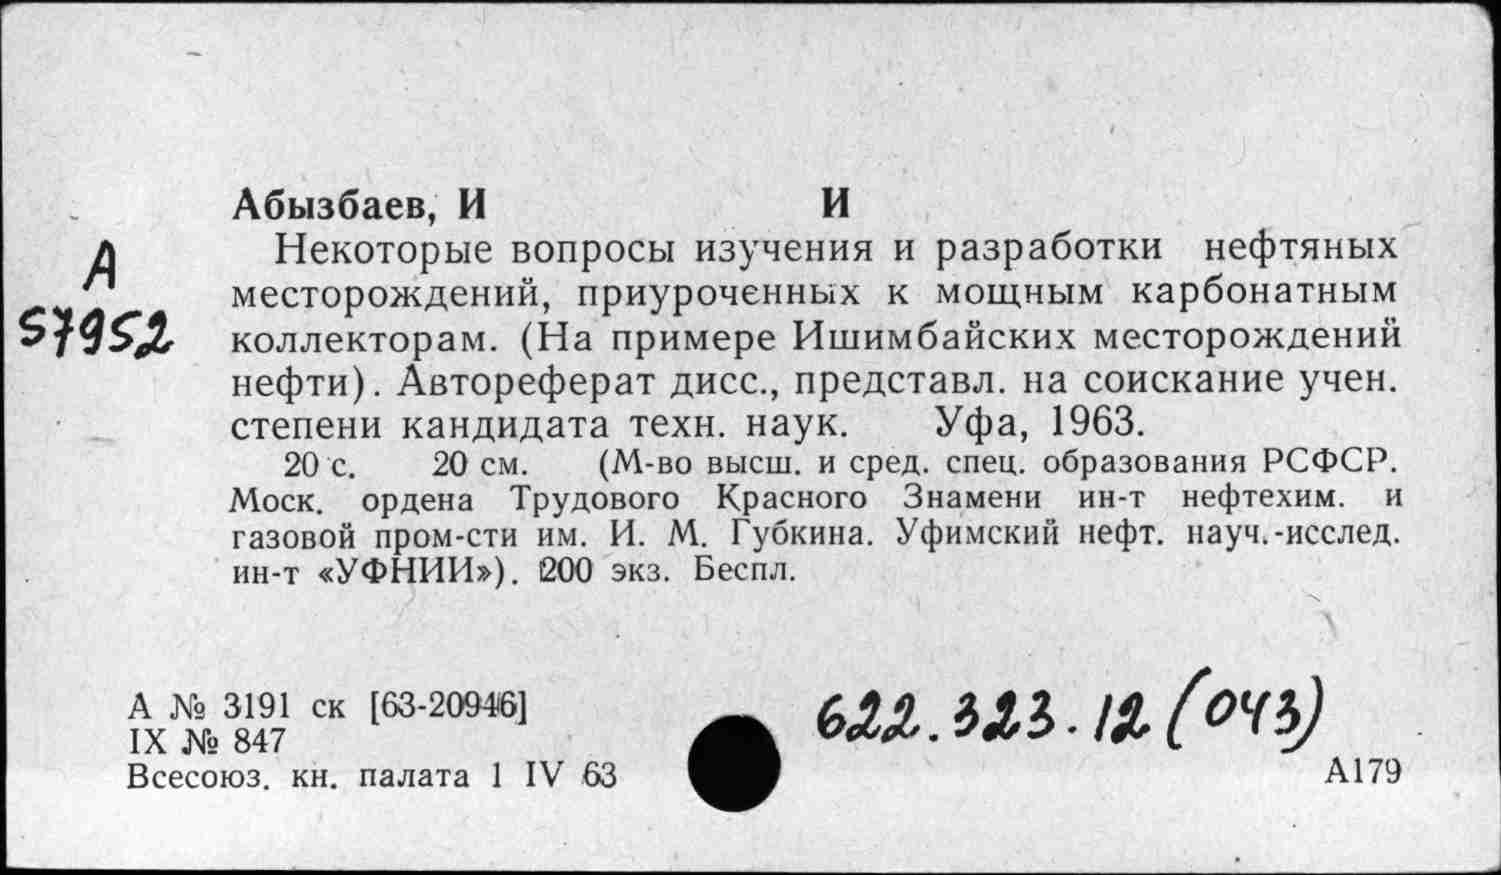 Абызбаев, И И
Некоторые вопросы изучения и разработки нефтяных
А
месторождений, приуроченных к мощным карбонатным
57952
коллекторам. (На примере Ишимбайских месторождений
нефти). Автореферат дисс., представл. на соискание учен.
степени кандидата техн. наук. Уфа, 1963.
20 с. 20 см. (М-во высш. и сред. спец. образования РСФСР.
Моск. ордена Трудового Красного Знамени ин-т нефтехим. и
газовой пром-сти им. И. М. Губкина. Уфимский нефт. науч.-исслед.
ин-т «УФНИИ»). 200 экз. Беспл.
А № 3191 ск [63-20946]
622.323.12(043)
IX № 847
Всесоюз. кн. палата 1 IV 63
А179